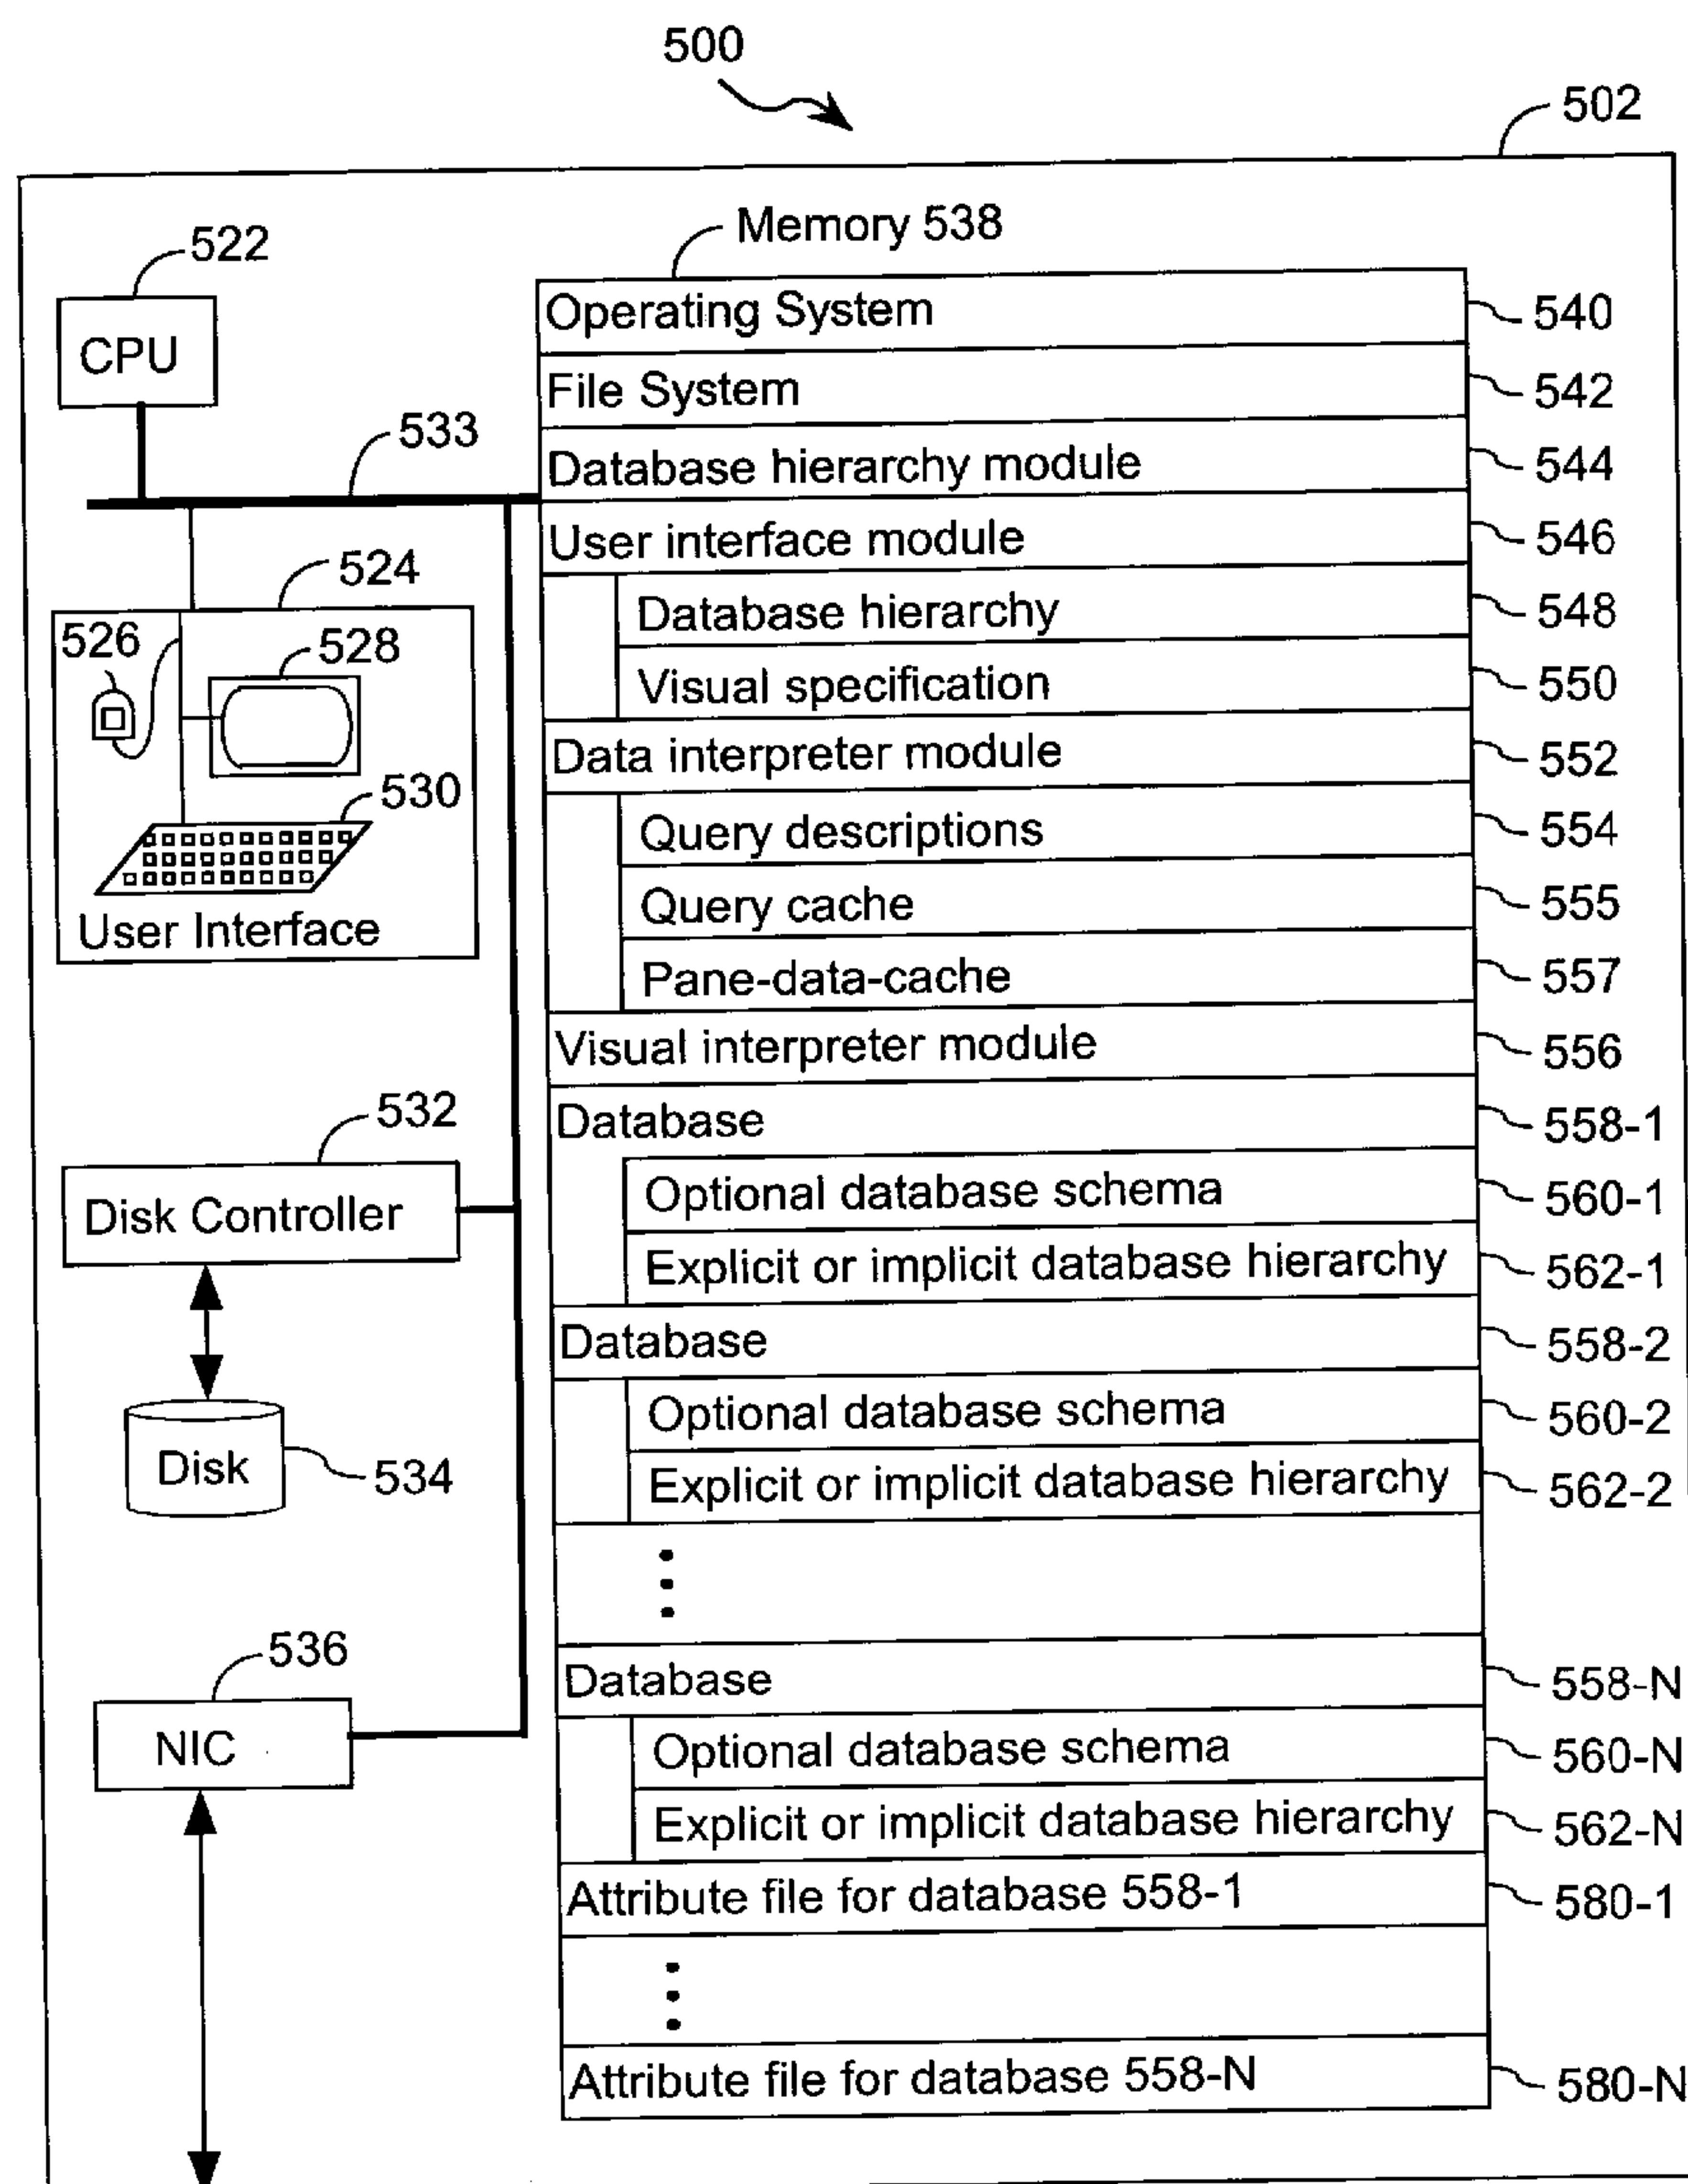 500
502
Memory 538
522
CPU
533
524
526
528
530
User Interface
532
Disk Controller
Disk
534
536
NIC
Operating System
540
File System
542
Database hierarchy module
544
User interface module
546
Database hierarchy
548
Visual specification
550
Data interpreter module
552
Query descriptions
554
Query cache
555
Pane-data-cache
557
Visual interpreter module
556
Database
558-1
Optional database schema
560-1
Explicit or implicit database hierarchy
562-1
Database
558-2
Optional database schema
560-2
Explicit or implicit database hierarchy
562-2
Database
558-N
Optional database schema
560-N
Explicit or implicit database hierarchy
562-N
Attribute file for database 558-1
580-1
Attribute file for database 558-N
580-N